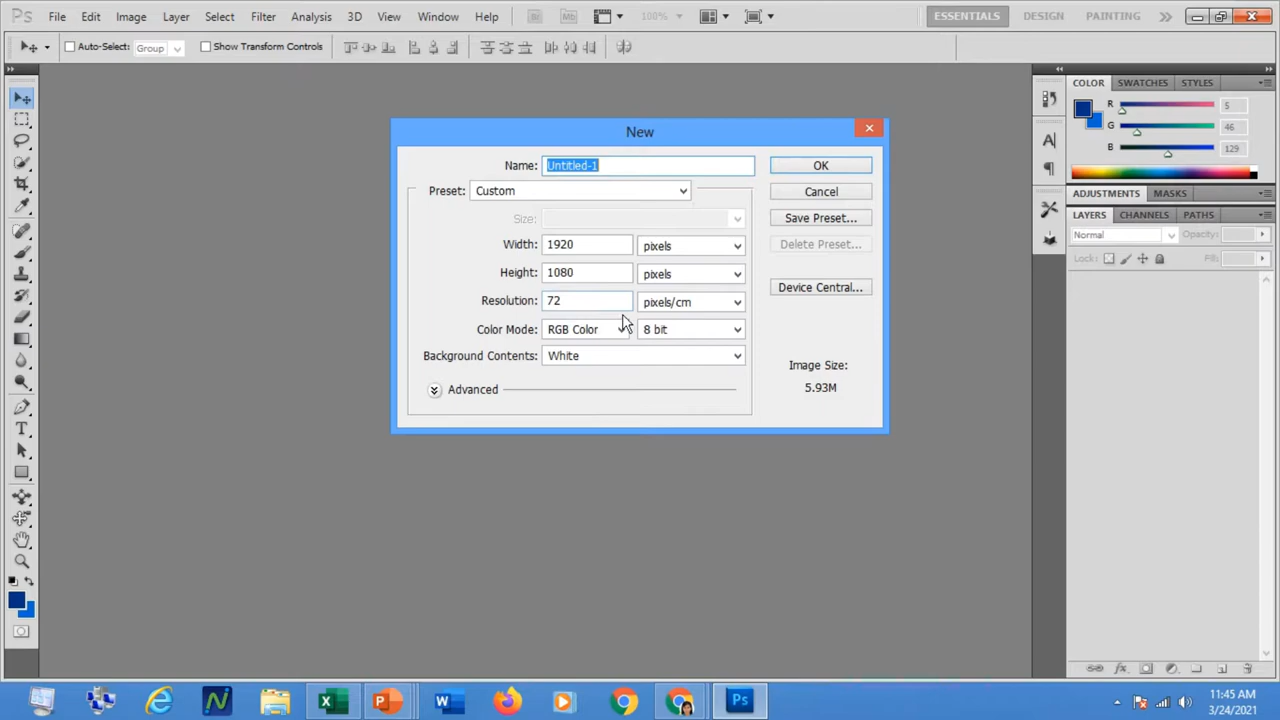 Ps File Edit Image Layer Select Filter Analysis 3D View Window Help Br Mb 100% ESSENTIALS DESIGN PAINTING
Auto-Select: Group Show Transform Controls
New
Name: Untitled-1 OK
Preset: Custom Cancel
Size: Save Preset...
Width: 1920 pixels Delete Preset...
Height: 1080 pixels
Device Central...
Resolution: 72 pixels/cm
Color Mode: RGB Color 8 bit
Background Contents: White
Image Size:
5.93M
Advanced
COLOR SWATCHES STYLES
R 5
G 46
B 129
ADJUSTMENTS MASKS
LAYERS CHANNELS PATHS
Normal Opacity:
Lock: Fill:
11:45 AM
3/24/2021